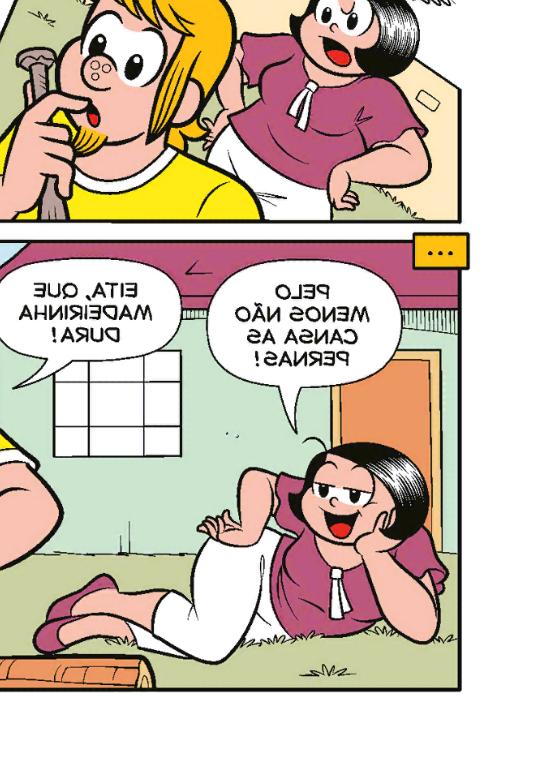 ...
PELO
MENOS NÃO
CANSA AS
PERNAS!
EITA, QUE
MADEIRINHA
DURA!